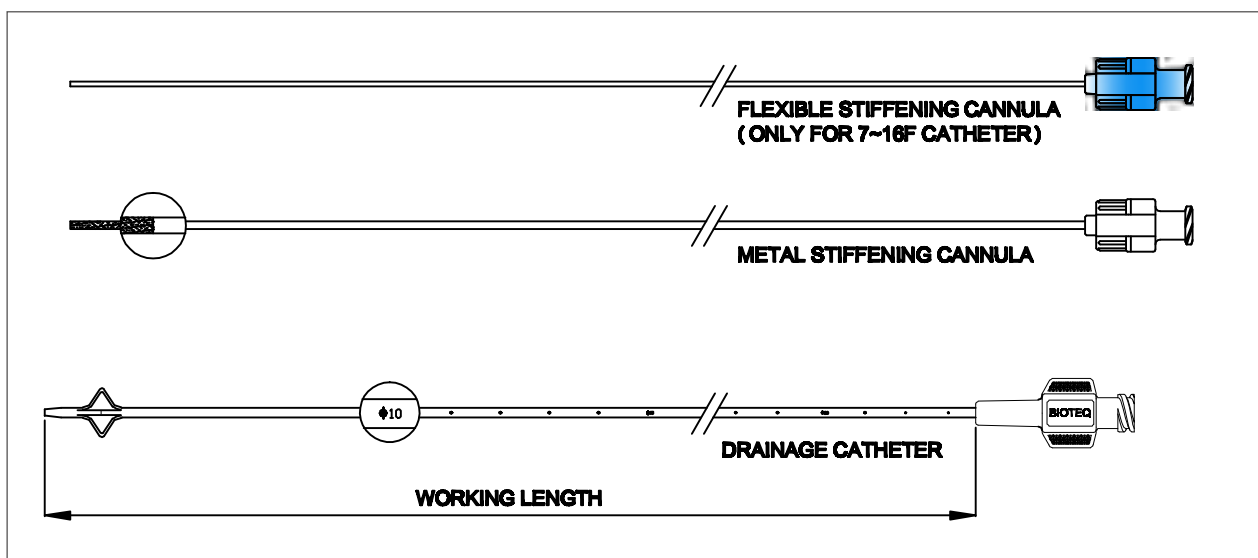 FLEXIBLE STIFFENING CANNULA
( ONLY FOR 7~16F CATHETER )
METAL STIFFENING CANNULA
ϕ10
BIOTEQ
DRAINAGE CATHETER
WORKING LENGTH